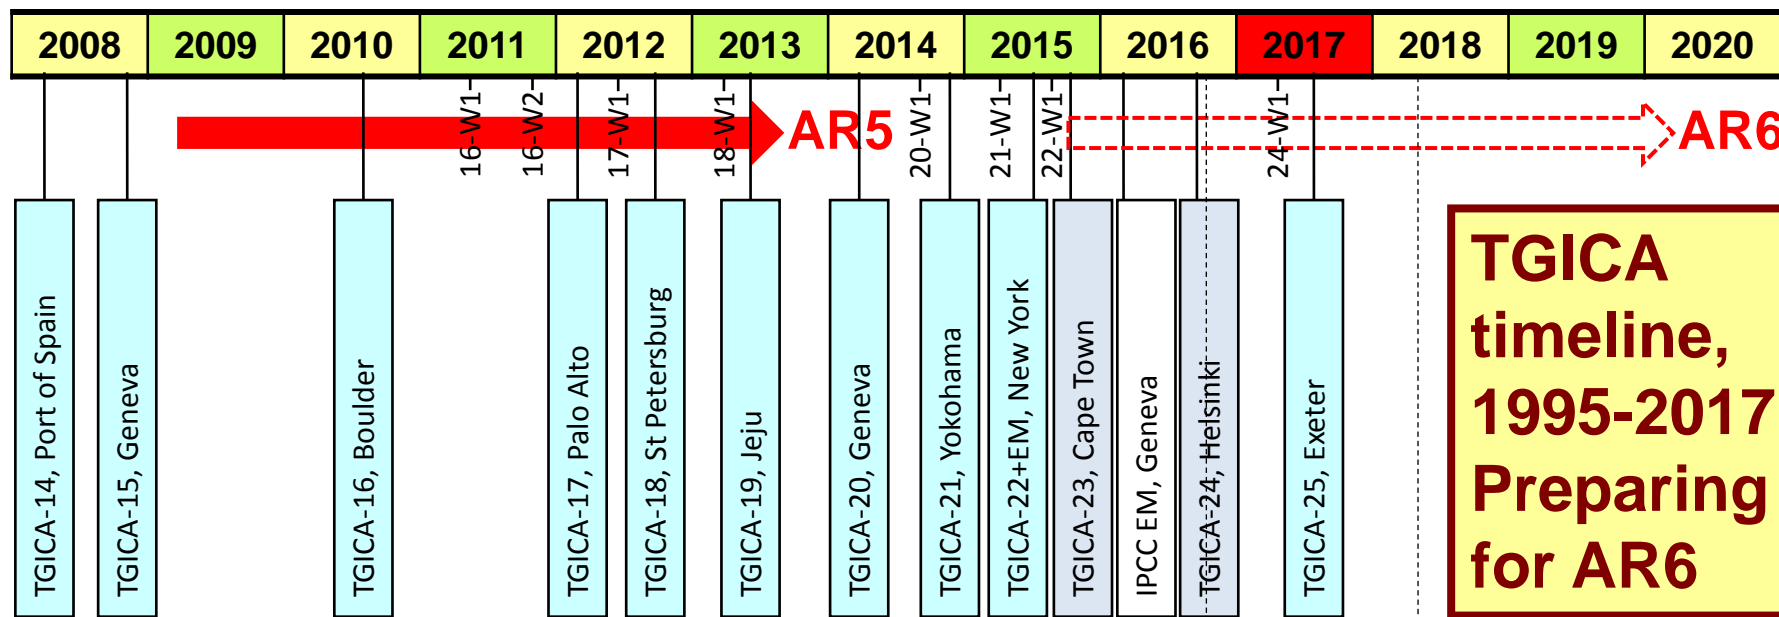 2008 2009 2010 2011 2012 2013 2014 2015 2016 2017 2018 2019 2020
16-W1
16-W2
17-W1
18-W1
20-W1
21-W1
22-W1
24-W1
AR5
AR6
TGICA-14, Port of Spain
TGICA-15, Geneva
TGICA-16, Boulder
TGICA-17, Palo Alto
TGICA-18, St Petersburg
TGICA-19, Jeju
TGICA-20, Geneva
TGICA-21, Yokohama
TGICA-22+EM, New York
TGICA-23, Cape Town
IPCC EM, Geneva
TGICA-24, Helsinki
TGICA-25, Exeter
TGICA
timeline,
1995-2017
Preparing
for AR6